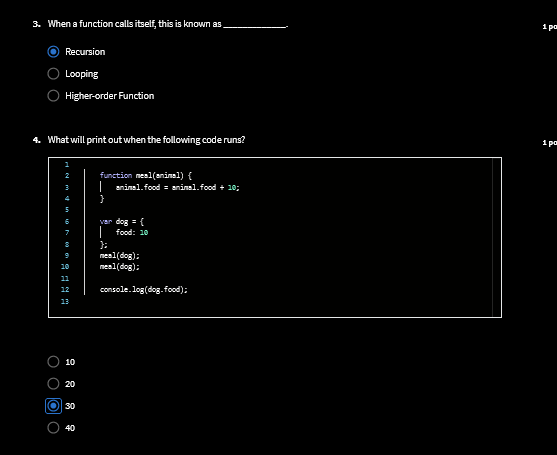 3. When a function calls itself, this is known as ____________.
1 po
Recursion
Looping
Higher-order Function
4. What will print out when the following code runs?
1 po
1
2 function meal(animal) {
3 animal.food = animal.food + 10;
4 }
5
6 var dog = {
7 food: 10
8 };
9 meal(dog);
10 meal(dog);
11
12 console.log(dog.food);
13
10
20
30
40